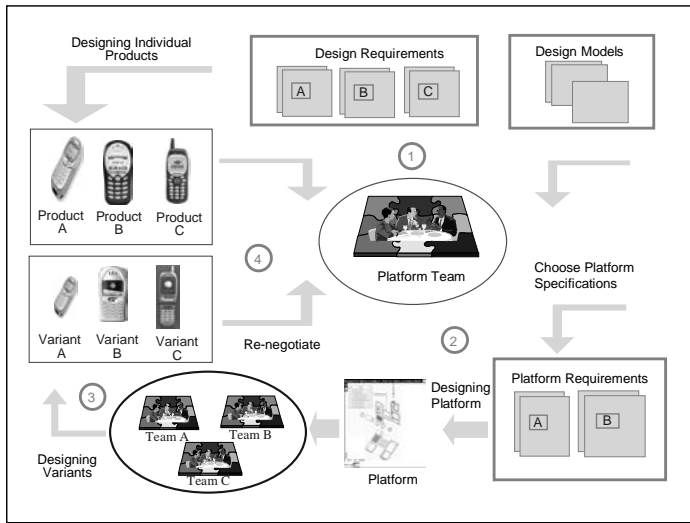 Designing Individual
Products
Design Requirements
A
B
C
Design Models
1
Product
A
Product
B
Product
C
Platform Team
4
Variant
A
Variant
B
Variant
C
Re-negotiate
Choose Platform
Specifications
2
3
Designing
Variants
Team A
Team B
Team C
Platform
Designing
Platform
Platform Requirements
A
B